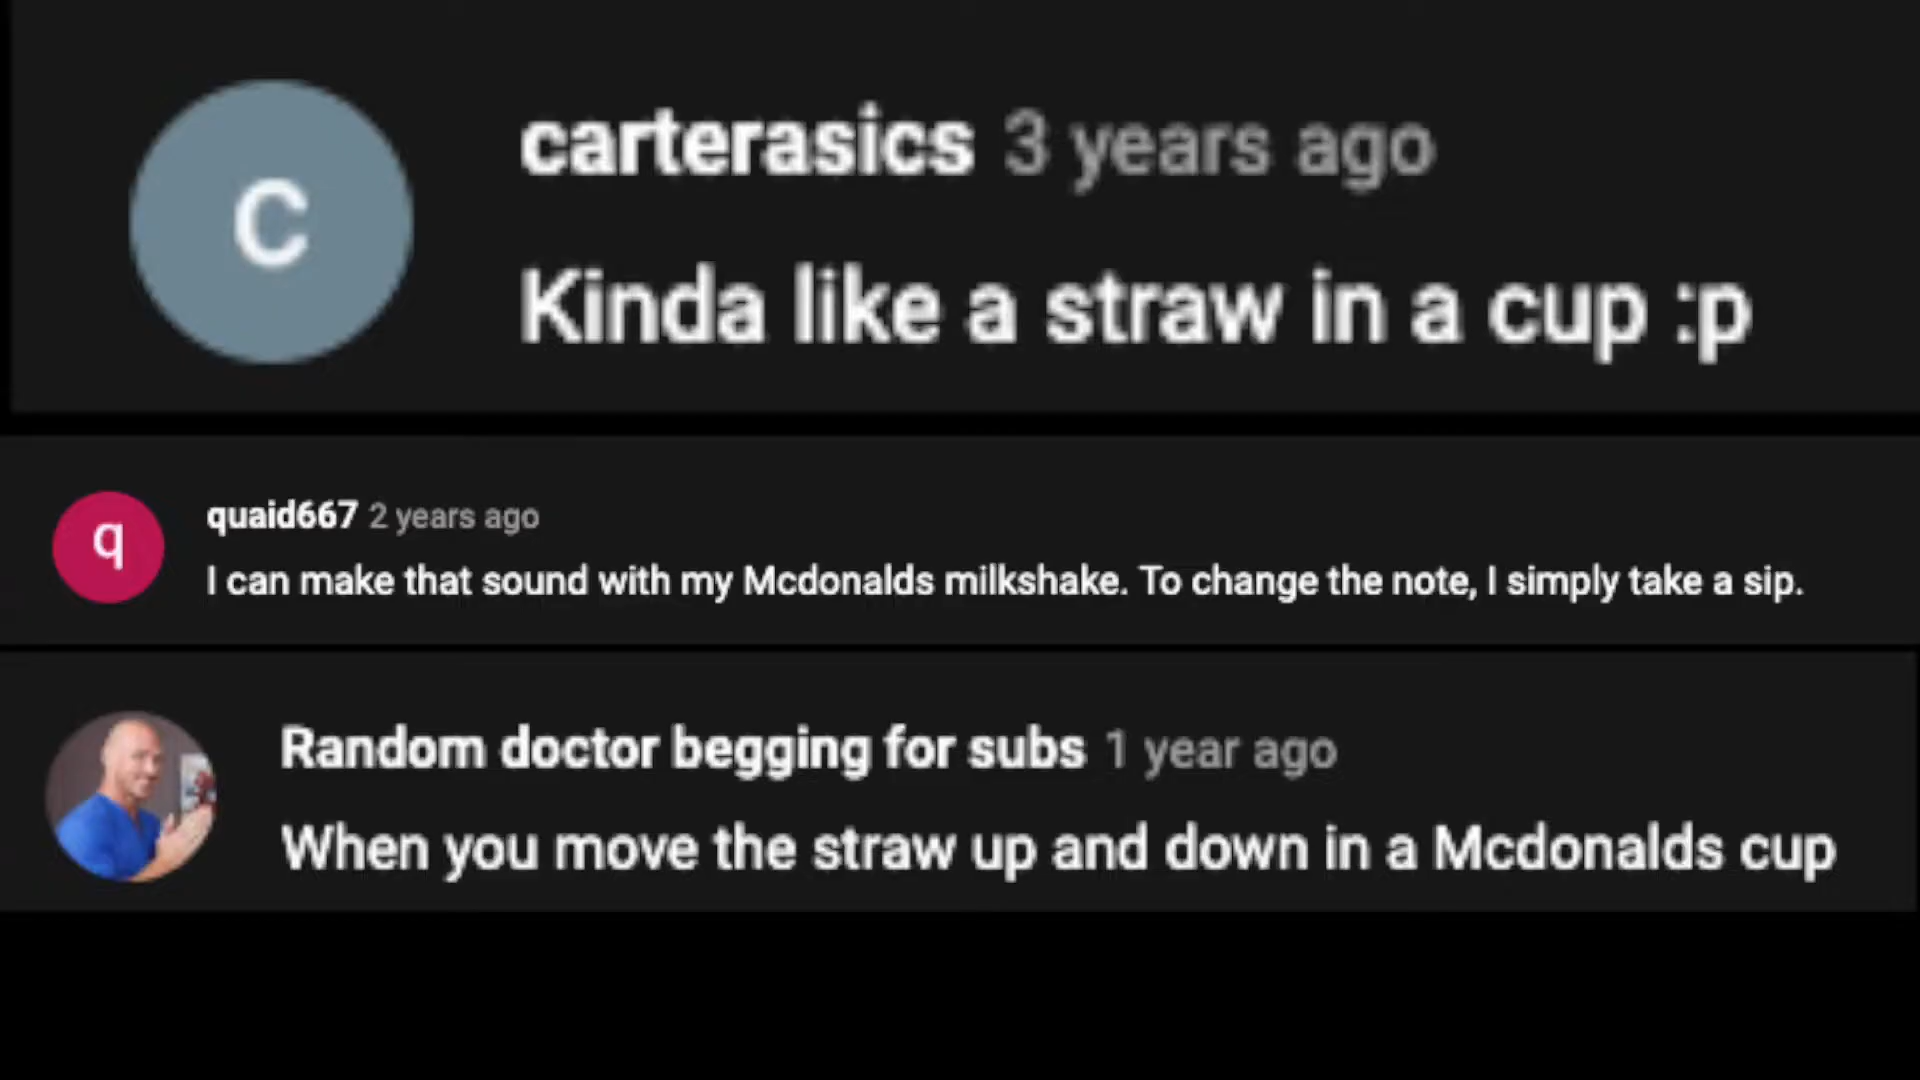 C
carterasics 3 years ago
Kinda like a straw in a cup :p
q
quaid667 2 years ago
I can make that sound with my Mcdonalds milkshake. To change the note, I simply take a sip.
Random doctor begging for subs 1 year ago
When you move the straw up and down in a Mcdonalds cup